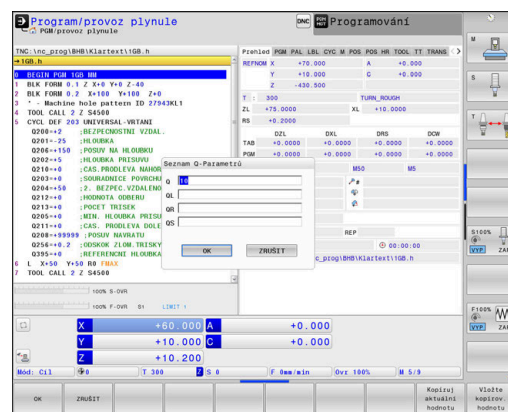 Program/provoz plynule
PGM/provoz plynule
DNC
Programování
TNC:\nc_prog\BHB\Klartext\1GB.h
→1GB.h
0 BEGIN PGM 1GB MM
1 BLK FORM 0.1 Z X+0 Y+0 Z-40
2 BLK FORM 0.2 X+100 Y+100 Z+0
3 * - Machine hole pattern ID 27943KL1
4 TOOL CALL 2 Z S4500
5 CYCL DEF 203 UNIVERSAL-VRTANI
Q200=+2 ;BEZPECNOSTNI VZDAL.
Q201=-25 ;HLOUBKA
Q206=+150 ;POSUV NA HLOUBKU
Q202=+5 ;HLOUBKA PRISUVU
Q210=+0 ;CAS.PRODLEVA NAHOR
Q203=+0 ;SOURADNICE POVRCHU
Q204=+50 ;2. BEZPEC.VZDALENO
Q212=+0 ;HODNOTA ODBERU
Q213=+0 ;POCET TRISEK
Q205=+0 ;MIN. HLOUBKA PRISU
Q211=+0 ;CAS. PRODLEVA DOLE
Q208=+99999 ;POSUV NAVRATU
Q256=+0.2 ;ODSKOK ZLOM.TRISKY
Q395=+0 ;REFERENCNI HLOUBKA
6 L X+50 Y+50 R0 FMAX
7 TOOL CALL 2 Z S4500
100% S-OVR
100% F-OVR S1 LIMIT 1
Prehled PGM PAL LBL CYC M POS POS HR TOOL TT TRANS
REFNOM X +70.000 A +0.000
Y +10.000 C +0.000
Z -430.500
T : 300 TURN_ROUGH
ZL +75.0000 XL +10.0000
RS +0.2000
DZL DXL DRS DCW
TAB +0.0000 +0.0000 +0.0000 +0.0000
PGM +0.0000 +0.0000 +0.0000 +0.0000
M50 M5
REP
00:00:00
c_prog\BHB\Klartext\1GB.h
Seznam Q-Parametrů
Q 10
QL
QR
QS
OK
ZRUŠIT
X +60.000 A +0.000
Y +10.000 C +0.000
Z +10.200
Mód: Cíl 0 T 300 Z S 0 F 0mm/min Ovr 100% M 5/9
M
S
T
S100%
VYP ZA
F100%
VYP ZA
OK
ZRUŠIT
Kopíruj
aktuální
hodnotu
Vložte
kopírov.
hodnotu